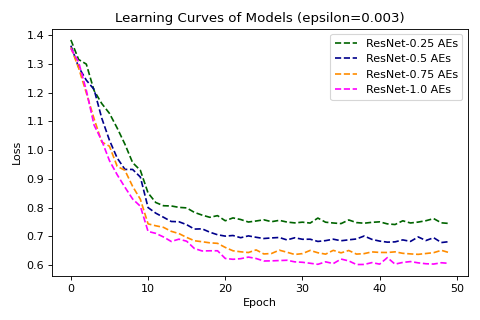 Learning Curves of Models (epsilon=0.003)
1.4
1.3
1.2
1.1
1.0
0.9
0.8
0.7
0.6
Loss
ResNet-0.25 AEs
ResNet-0.5 AEs
ResNet-0.75 AEs
ResNet-1.0 AEs
0 10 20 30 40 50
Epoch